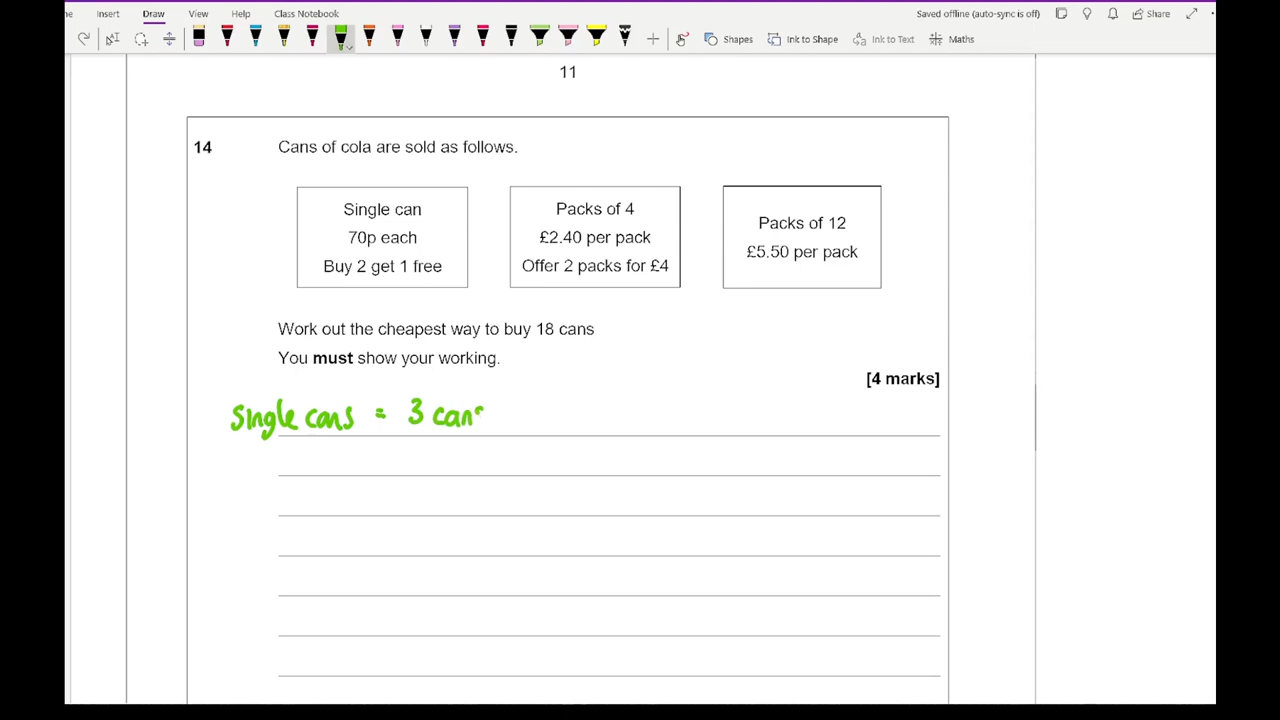 Insert Draw View Help Class Notebook Saved offline (auto-sync is off) Share
Shapes Ink to Shape Ink to Text Maths
11
14 Cans of cola are sold as follows.
Single can
70p each
Buy 2 get 1 free
Packs of 4
£2.40 per pack
Offer 2 packs for £4
Packs of 12
£5.50 per pack
Work out the cheapest way to buy 18 cans
You must show your working.
[4 marks]
Single cans = 3 cans